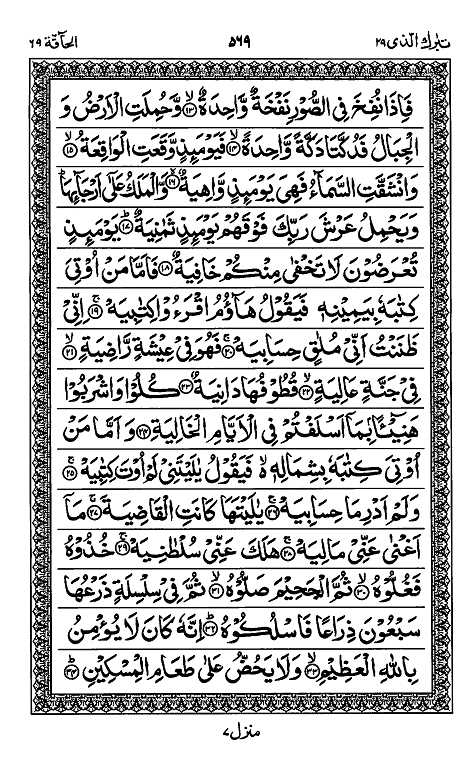 تبٰرك الذی ٢٩
٥٦٩
الحآقة ٦٩
فَاِذَا نُفِخَ فِی الصُّوْرِ نَفْخَةٌ وَّاحِدَةٌ ۙ﴿١٣﴾ وَّحُمِلَتِ الْاَرْضُ وَ
الْجِبَالُ فَدُكَّتَا دَكَّةً وَّاحِدَةً ۙ﴿١٤﴾ فَیَوْمَىِٕذٍ وَّقَعَتِ الْوَاقِعَةُ ۙ﴿١٥﴾
وَانْشَقَّتِ السَّمَآءُ فَهِیَ یَوْمَىِٕذٍ وَّاهِیَةٌ ۙ﴿١٦﴾ وَّالْمَلَكُ عَلٰۤی اَرْجَآىِٕهَا ؕ
وَیَحْمِلُ عَرْشَ رَبِّكَ فَوْقَهُمْ یَوْمَىِٕذٍ ثَمٰنِیَةٌ ؕ﴿١٧﴾ یَوْمَىِٕذٍ
تُعْرَضُوْنَ لَا تَخْفٰی مِنْكُمْ خَافِیَةٌ ﴿١٨﴾ فَاَمَّا مَنْ اُوْتِیَ
كِتٰبَهٗ بِیَمِیْنِهٖ ۙ فَیَقُوْلُ هَآؤُمُ اقْرَءُوْا كِتٰبِیَهْ ۚ﴿١٩﴾ اِنِّیْ
ظَنَنْتُ اَنِّیْ مُلٰقٍ حِسَابِیَهْ ۚ﴿٢٠﴾ فَهُوَ فِیْ عِیْشَةٍ رَّاضِیَةٍ ۙ﴿٢١﴾
فِیْ جَنَّةٍ عَالِیَةٍ ۙ﴿٢٢﴾ قُطُوْفُهَا دَانِیَةٌ ﴿٢٣﴾ كُلُوْا وَاشْرَبُوْا
هَنِیْٓـًٔۢا بِمَاۤ اَسْلَفْتُمْ فِی الْاَیَّامِ الْخَالِیَةِ ﴿٢٤﴾ وَاَمَّا مَنْ
اُوْتِیَ كِتٰبَهٗ بِشِمَالِهٖ ۙ۬ فَیَقُوْلُ یٰلَیْتَنِیْ لَمْ اُوْتَ كِتٰبِیَهْ ۚ﴿٢٥﴾
وَلَمْ اَدْرِ مَا حِسَابِیَهْ ۚ﴿٢٦﴾ یٰلَیْتَهَا كَانَتِ الْقَاضِیَةَ ۚ﴿٢٧﴾ مَاۤ
اَغْنٰی عَنِّیْ مَالِیَهْ ۚ﴿٢٨﴾ هَلَكَ عَنِّیْ سُلْطٰنِیَهْ ۚ﴿٢٩﴾ خُذُوْهُ
فَغُلُّوْهُ ۙ﴿٣٠﴾ ثُمَّ الْجَحِیْمَ صَلُّوْهُ ۙ﴿٣١﴾ ثُمَّ فِیْ سِلْسِلَةٍ ذَرْعُهَا
سَبْعُوْنَ ذِرَاعًا فَاسْلُكُوْهُ ؕ﴿٣٢﴾ اِنَّهٗ كَانَ لَا یُؤْمِنُ
بِاللّٰهِ الْعَظِیْمِ ۙ﴿٣٣﴾ وَلَا یَحُضُّ عَلٰی طَعَامِ الْمِسْكِیْنِ ؕ﴿٣٤﴾
منزل ٧